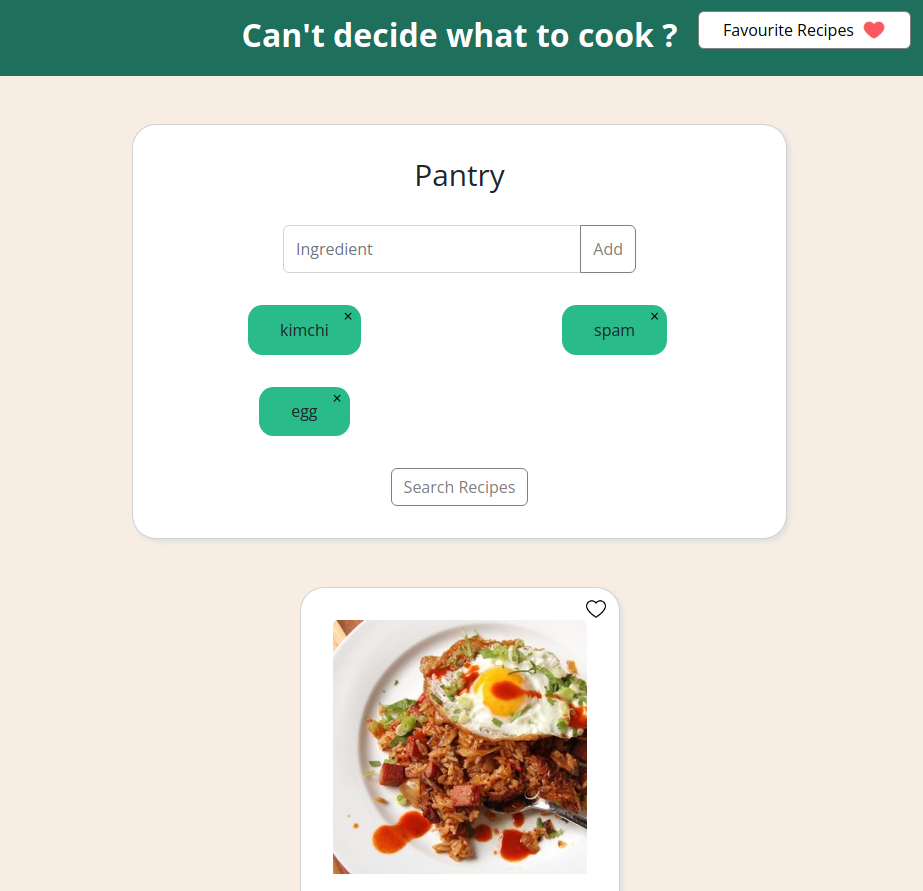 Can't decide what to cook ?
Favourite Recipes
Pantry
Ingredient
Add
kimchi ×
spam ×
egg ×
Search Recipes